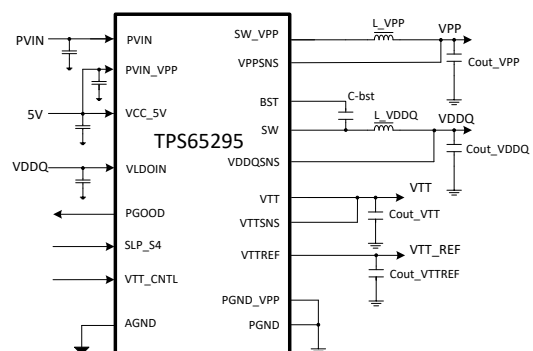 PVIN
PVIN
PVIN_VPP
5V
VCC_5V
VDDQ
VLDOIN
PGOOD
SLP_S4
VTT_CNTL
AGND
TPS65295
SW_VPP
VPPSNS
BST
SW
VDDQSNS
VTT
VTTSNS
VTTREF
PGND_VPP
PGND
L_VPP
VPP
Cout_VPP
C-bst
L_VDDQ
VDDQ
Cout_VDDQ
VTT
Cout_VTT
VTT_REF
Cout_VTTREF